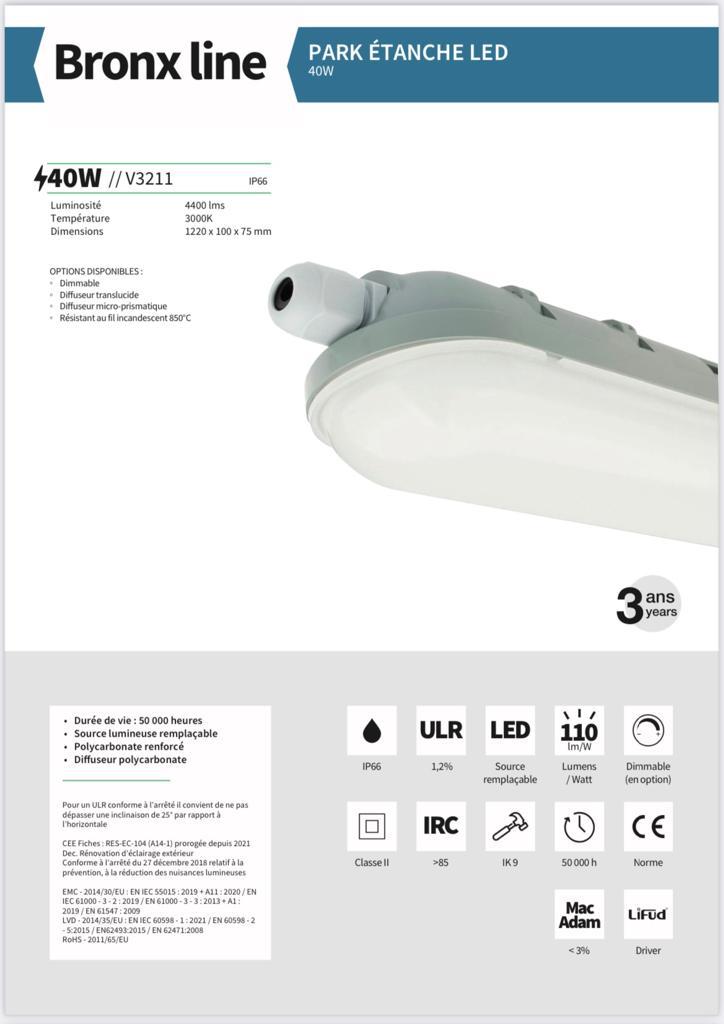 Bronx line
PARK ÉTANCHE LED
40W
40W // V3211 IP66
Luminosité 4400 lms
Température 3000K
Dimensions 1220 x 100 x 75 mm
OPTIONS DISPONIBLES :
◦ Dimmable
◦ Diffuseur translucide
◦ Diffuseur micro-prismatique
◦ Résistant au fil incandescent 850°C
3 ans
years
• Durée de vie : 50 000 heures
• Source lumineuse remplaçable
• Polycarbonate renforcé
• Diffuseur polycarbonate
Pour un ULR conforme à l'arrêté il convient de ne pas
dépasser une inclinaison de 25° par rapport à
l'horizontale
CEE Fiches : RES-EC-104 (A14-1) prorogée depuis 2021
Dec. Rénovation d'éclairage extérieur
Conforme à l'arrêté du 27 décembre 2018 relatif à la
prévention, à la réduction des nuisances lumineuses
EMC - 2014/30/EU : EN IEC 55015 : 2019 + A11 : 2020 / EN
IEC 61000 - 3 - 2 : 2019 / EN 61000 - 3 - 3 : 2013 + A1 :
2019 / EN 61547 : 2009
LVD - 2014/35/EU : EN IEC 60598 - 1 : 2021 / EN 60598 - 2
- 5:2015 / EN62493:2015 / EN 62471:2008
RoHS - 2011/65/EU
ULR LED 110
lm/W
IP66 1,2% Source
remplaçable Lumens
/ Watt Dimmable
(en option)
IRC CE
Classe II >85 IK 9 50 000 h Norme
Mac
Adam LiFud
< 3% Driver